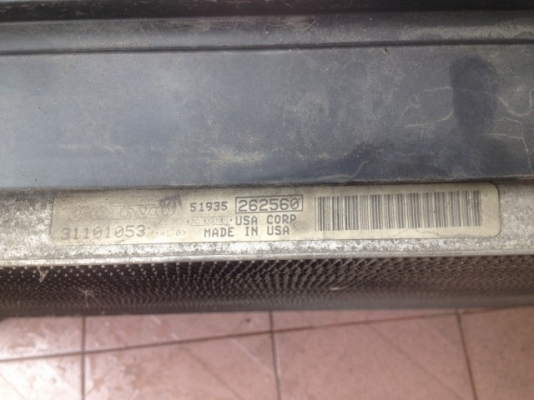 VOLVO 51935 262560
USA CORP
31101053 MADE IN USA